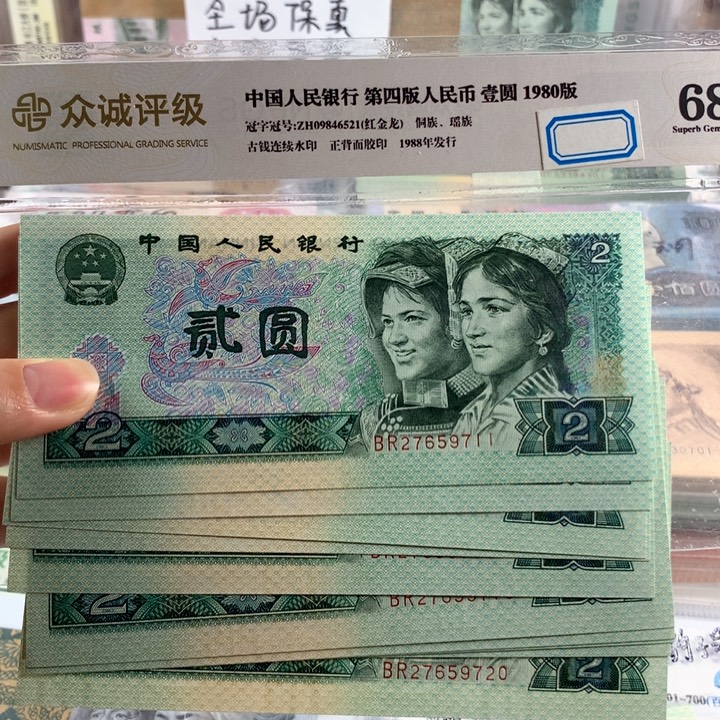 全场保真
众诚评级
NUMISMATIC PROFESSIONAL GRADING SERVICE
中国人民银行 第四版人民币 壹圆 1980版
冠字冠号:ZH09846521(红金龙) 侗族、瑶族
古钱连续水印 正背面胶印 1988年发行
68
Superb Gem
中国人民银行
2
贰圆
BR27659711
2
2
BR27659720
2
01-700